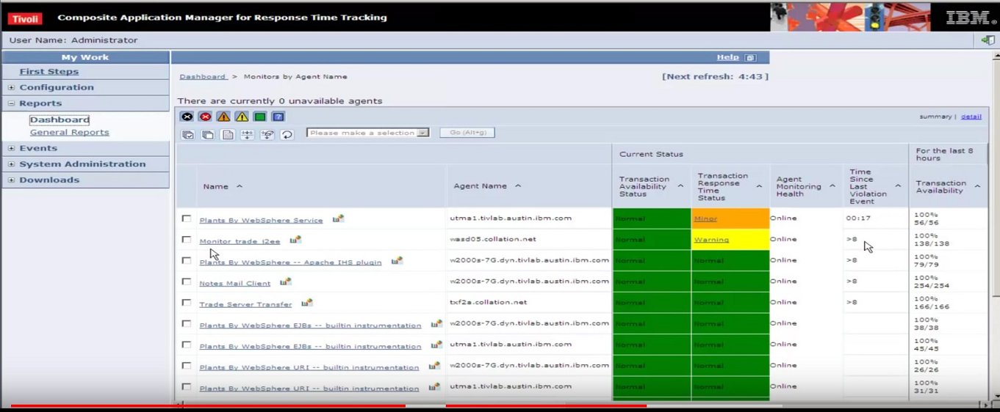 Tivoli Composite Application Manager for Response Time Tracking IBM
User Name: Administrator
My Work
First Steps
Configuration
Reports
Dashboard
General Reports
Events
System Administration
Downloads
Help
Dashboard > Monitors by Agent Name [Next refresh: 4:43 ]
There are currently 0 unavailable agents
summary | detail
Please make a selection Go (Alt+g)
Current Status For the last 8 hours
Name Agent Name Transaction Availability Status Transaction Response Time Status Agent Monitoring Health Time Since Last Violation Event Transaction Availability
Plants By WebSphere Service utma1.tivlab.austin.ibm.com Normal Minor Online 00:17 100% 56/56
Monitor trade j2ee wasd05.collation.net Normal Warning Online >8 100% 138/138
Plants By WebSphere -- Apache IHS plugin w2000s-7G.dyn.tivlab.austin.ibm.com Normal Normal Online >8 100% 79/79
Notes Mail Client w2000s-7G.dyn.tivlab.austin.ibm.com Normal Normal Online >8 100% 254/254
Trade Server Transfer txf2a.collation.net Normal Normal Online >8 100% 166/166
Plants By WebSphere EJBs -- builtin instrumentation w2000s-7G.dyn.tivlab.austin.ibm.com Normal Normal Online 100% 38/38
Plants By WebSphere EJBs -- builtin instrumentation utma1.tivlab.austin.ibm.com Normal Normal Online 100% 45/45
Plants By WebSphere URI -- builtin instrumentation w2000s-7G.dyn.tivlab.austin.ibm.com Normal Normal Online 100% 26/26
Plants By WebSphere URI -- builtin instrumentation utma1.tivlab.austin.ibm.com Normal Normal Online 100% 31/31